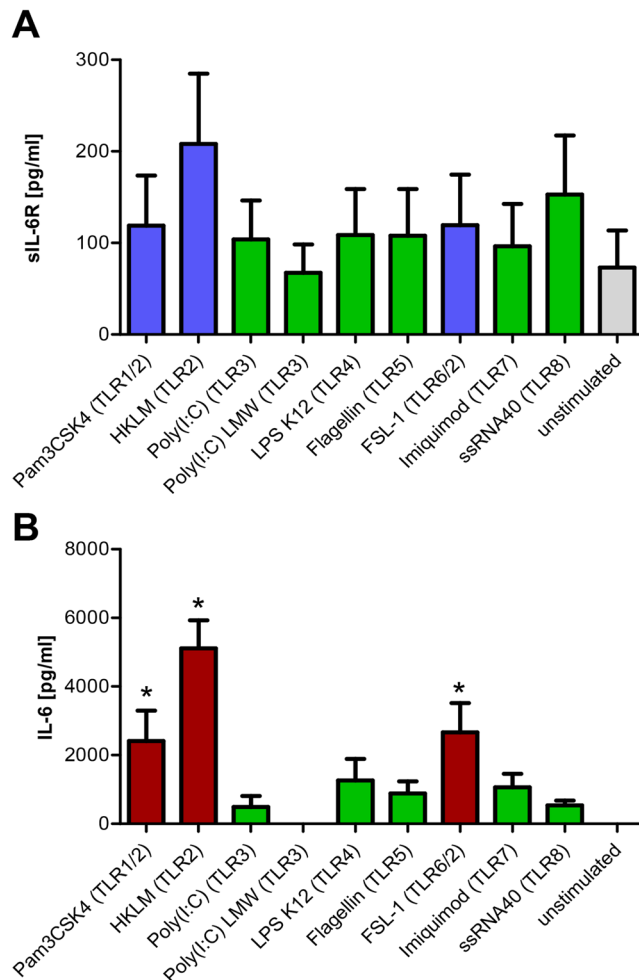 A
300
200
100
0
sIL-6R [pg/ml]
Pam3CSK4 (TLR1/2)
HKLM (TLR2)
Poly(I:C) (TLR3)
Poly(I:C) LMW (TLR3)
LPS K12 (TLR4)
Flagellin (TLR5)
FSL-1 (TLR6/2)
Imiquimod (TLR7)
ssRNA40 (TLR8)
unstimulated
B
8000
6000
4000
2000
0
IL-6 [pg/ml]
*
*
*
Pam3CSK4 (TLR1/2)
HKLM (TLR2)
Poly(I:C) (TLR3)
Poly(I:C) LMW (TLR3)
LPS K12 (TLR4)
Flagellin (TLR5)
FSL-1 (TLR6/2)
Imiquimod (TLR7)
ssRNA40 (TLR8)
unstimulated